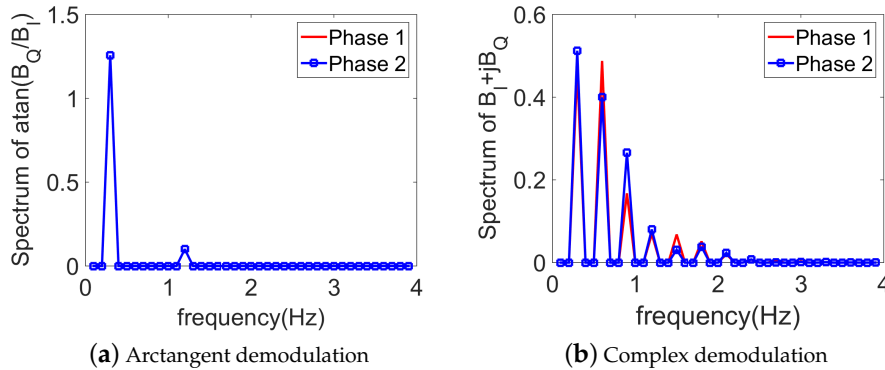 Spectrum of atan(B_Q/B_I)
1.5
1
0.5
0
0 1 2 3 4
frequency(Hz)
Phase 1
Phase 2
(a) Arctangent demodulation
Spectrum of B_I+jB_Q
0.6
0.4
0.2
0
0 1 2 3 4
frequency(Hz)
Phase 1
Phase 2
(b) Complex demodulation